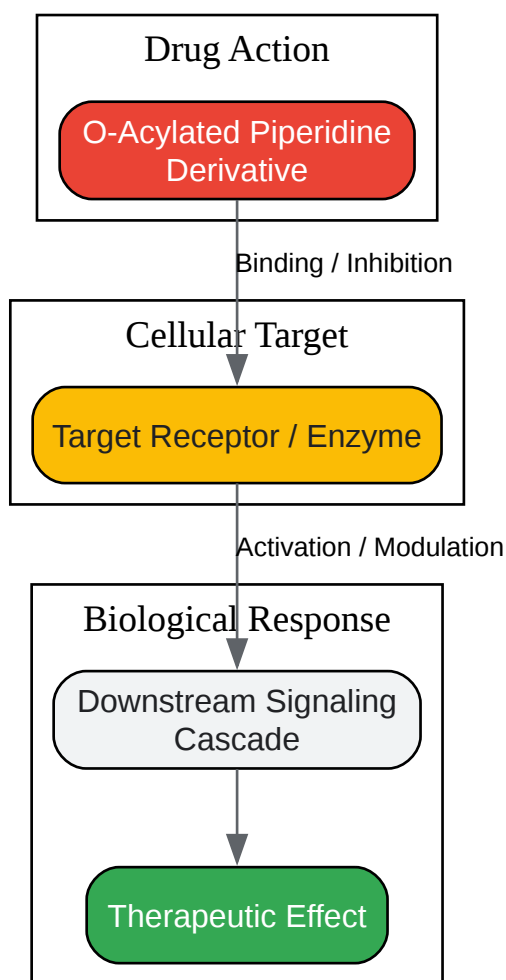 Drug Action
O-Acylated Piperidine
Derivative
Binding / Inhibition
Cellular Target
Target Receptor / Enzyme
Activation / Modulation
Biological Response
Downstream Signaling
Cascade
Therapeutic Effect